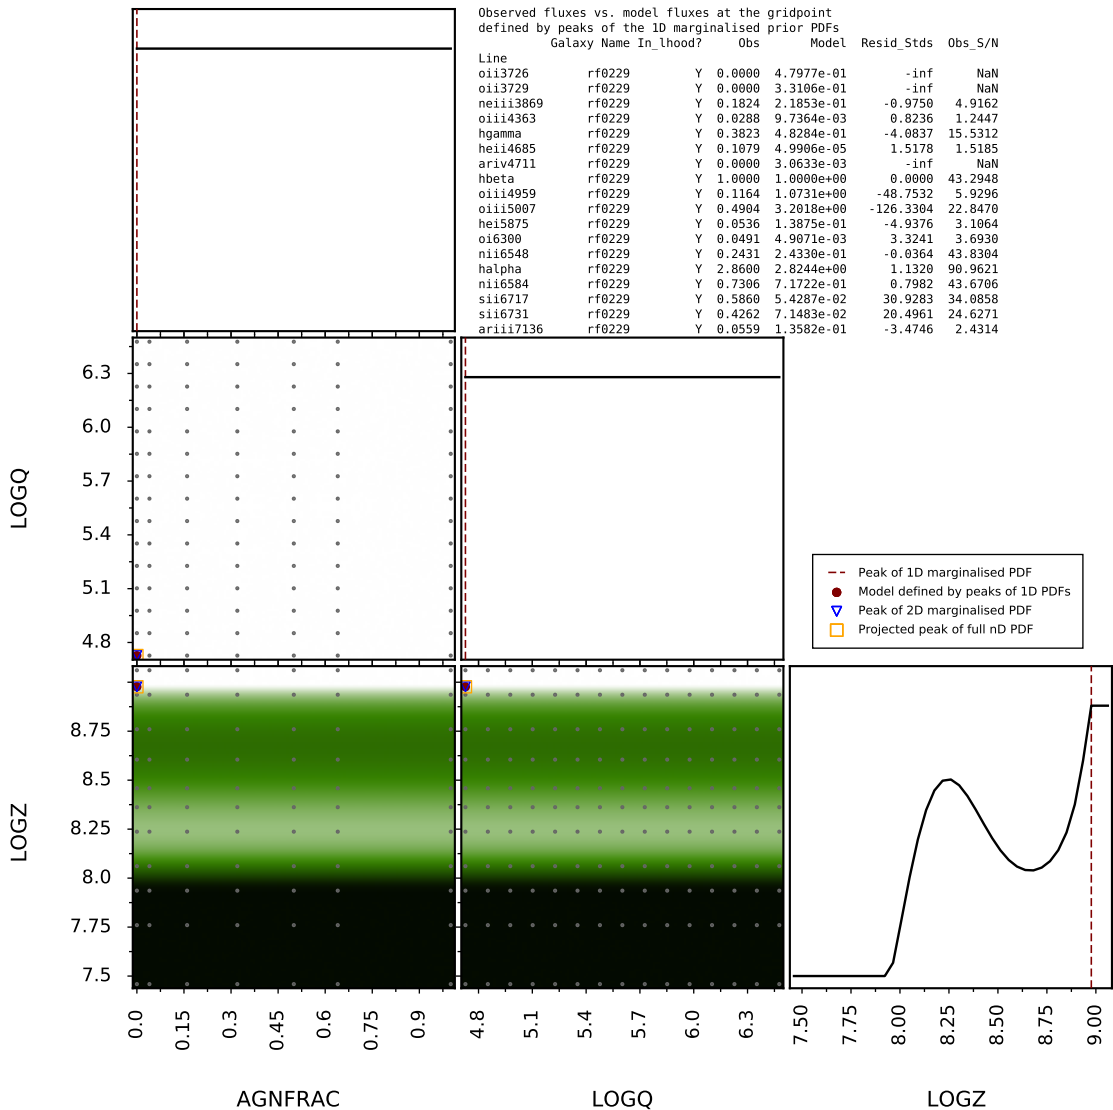 Observed fluxes vs. model fluxes at the gridpoint
defined by peaks of the 1D marginalised prior PDFs
Galaxy Name In_lhood? Obs Model Resid_Stds Obs_S/N
Line
oii3726 rf0229 Y 0.0000 4.7977e-01 -inf NaN
oii3729 rf0229 Y 0.0000 3.3106e-01 -inf NaN
neiii3869 rf0229 Y 0.1824 2.1853e-01 -0.9750 4.9162
oiii4363 rf0229 Y 0.0288 9.7364e-03 0.8236 1.2447
hgamma rf0229 Y 0.3823 4.8284e-01 -4.0837 15.5312
heii4685 rf0229 Y 0.1079 4.9906e-05 1.5178 1.5185
ariv4711 rf0229 Y 0.0000 3.0633e-03 -inf NaN
hbeta rf0229 Y 1.0000 1.0000e+00 0.0000 43.2948
oiii4959 rf0229 Y 0.1164 1.0731e+00 -48.7532 5.9296
oiii5007 rf0229 Y 0.4904 3.2018e+00 -126.3304 22.8470
hei5875 rf0229 Y 0.0536 1.3875e-01 -4.9376 3.1064
oi6300 rf0229 Y 0.0491 4.9071e-03 3.3241 3.6930
nii6548 rf0229 Y 0.2431 2.4330e-01 -0.0364 43.8304
halpha rf0229 Y 2.8600 2.8244e+00 1.1320 90.9621
nii6584 rf0229 Y 0.7306 7.1722e-01 0.7982 43.6706
sii6717 rf0229 Y 0.5860 5.4287e-02 30.9283 34.0858
sii6731 rf0229 Y 0.4262 7.1483e-02 20.4961 24.6271
ariii7136 rf0229 Y 0.0559 1.3582e-01 -3.4746 2.4314
LOGQ
6.3
6.0
5.7
5.4
5.1
4.8
Peak of 1D marginalised PDF
Model defined by peaks of 1D PDFs
Peak of 2D marginalised PDF
Projected peak of full nD PDF
LOGZ
8.75
8.5
8.25
8.0
7.75
7.5
0.0 0.15 0.3 0.45 0.6 0.75 0.9
4.8 5.1 5.4 5.7 6.0 6.3
7.50 7.75 8.00 8.25 8.50 8.75 9.00
AGNFRAC LOGQ LOGZ